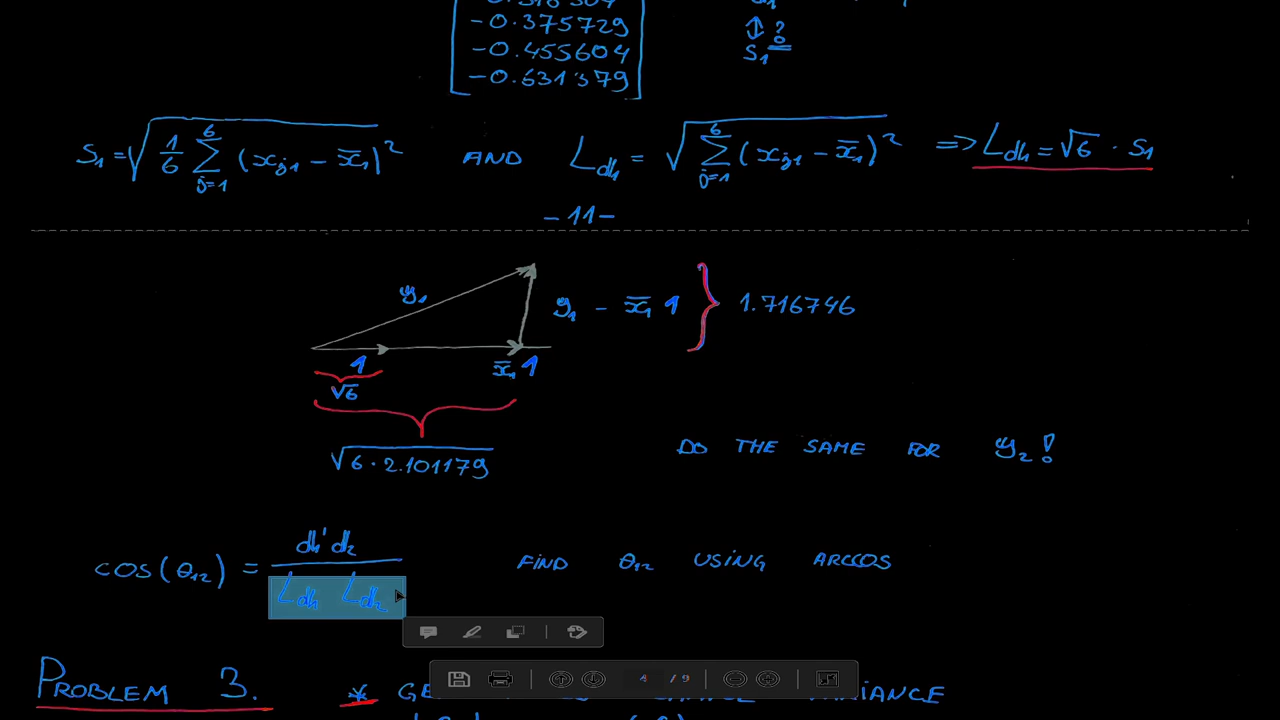 -0.375729
-0.455604
-0.631379
↕?
S₁
S₁ = √(1/6 Σ_{j=1}^{6} (x_{j1} - x̄₁)²) AND L_{d1} = √(Σ_{j=1}^{6} (x_{j1} - x̄₁)²) => L_{d1} = √6 · S₁
- 11 -
y₁
y₁ - x̄₁ 1 } 1.716746
1
x̄₁ 1
√6
√(6 · 2.101179)
DO THE SAME FOR y₂!
cos(θ₁₂) = d₁'d₂ / L_{d1} L_{d2}
FIND θ₁₂ USING ARCCOS
4 / 9
PROBLEM 3. *